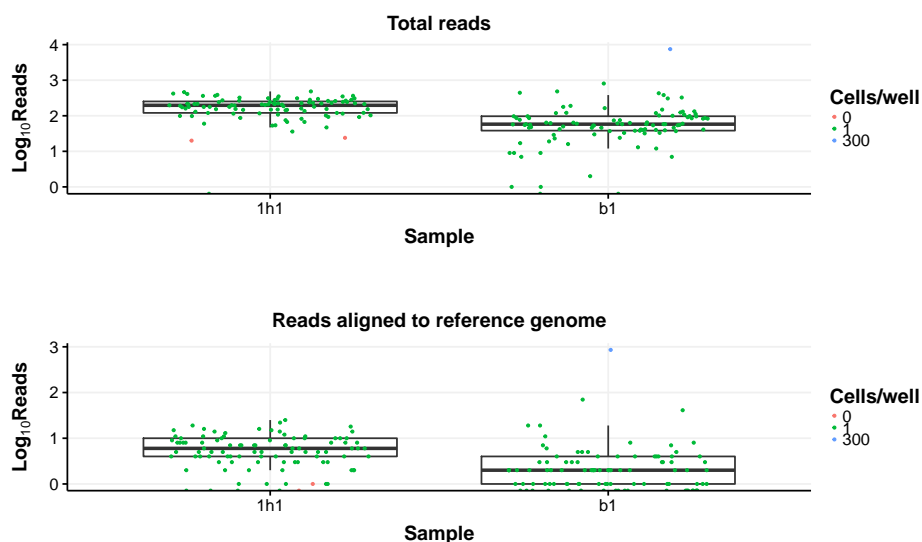 Total reads
4
3
2
1
0
Log10Reads
1h1
b1
Sample
Cells/well
0
1
300
Reads aligned to reference genome
3
2
1
0
Log10Reads
1h1
b1
Sample
Cells/well
0
1
300